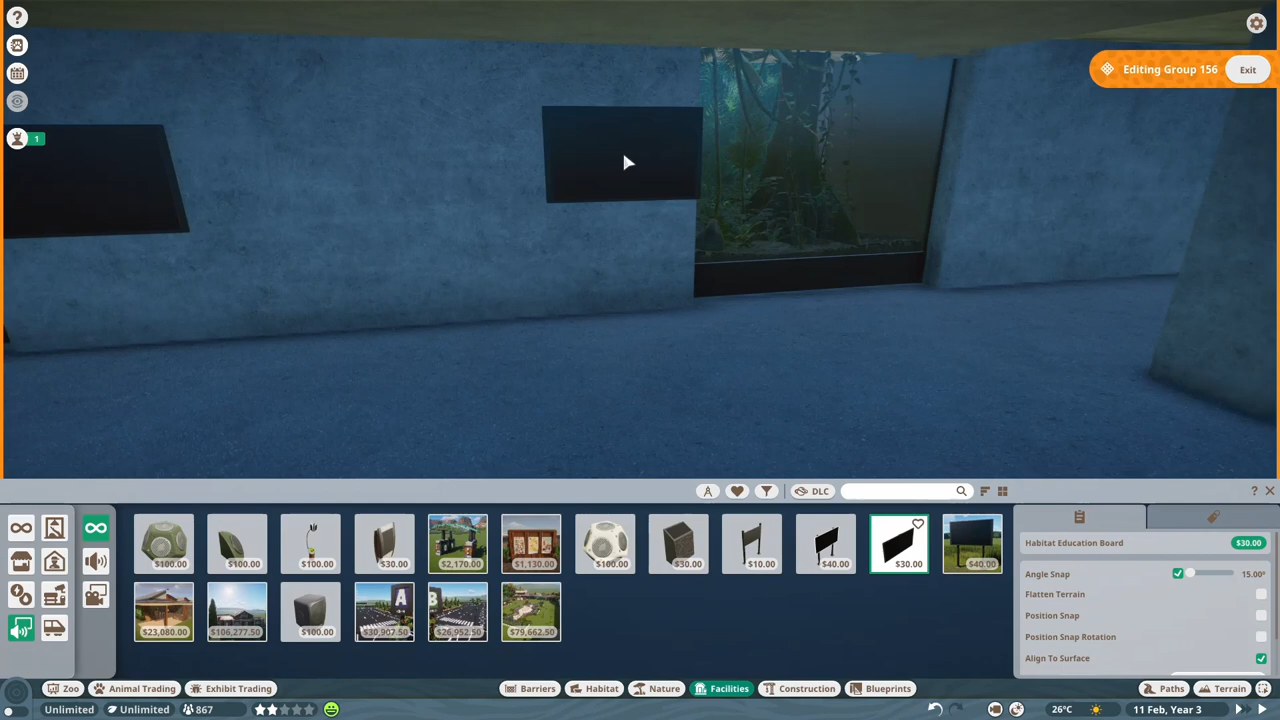 ?
Editing Group 156
Exit
1
DLC
?
$100.00
$100.00
$100.00
$30.00
$2,170.00
$1,130.00
$100.00
$30.00
$10.00
$40.00
$30.00
$40.00
$23,080.00
$106,277.50
$100.00
A
$30,907.50
B
$26,952.50
$79,662.50
Habitat Education Board
$30.00
Angle Snap
15.00°
Flatten Terrain
Position Snap
Position Snap Rotation
Align To Surface
Zoo
Animal Trading
Exhibit Trading
Barriers
Habitat
Nature
Facilities
Construction
Blueprints
Paths
Terrain
Unlimited
Unlimited
867
26°C
11 Feb, Year 3